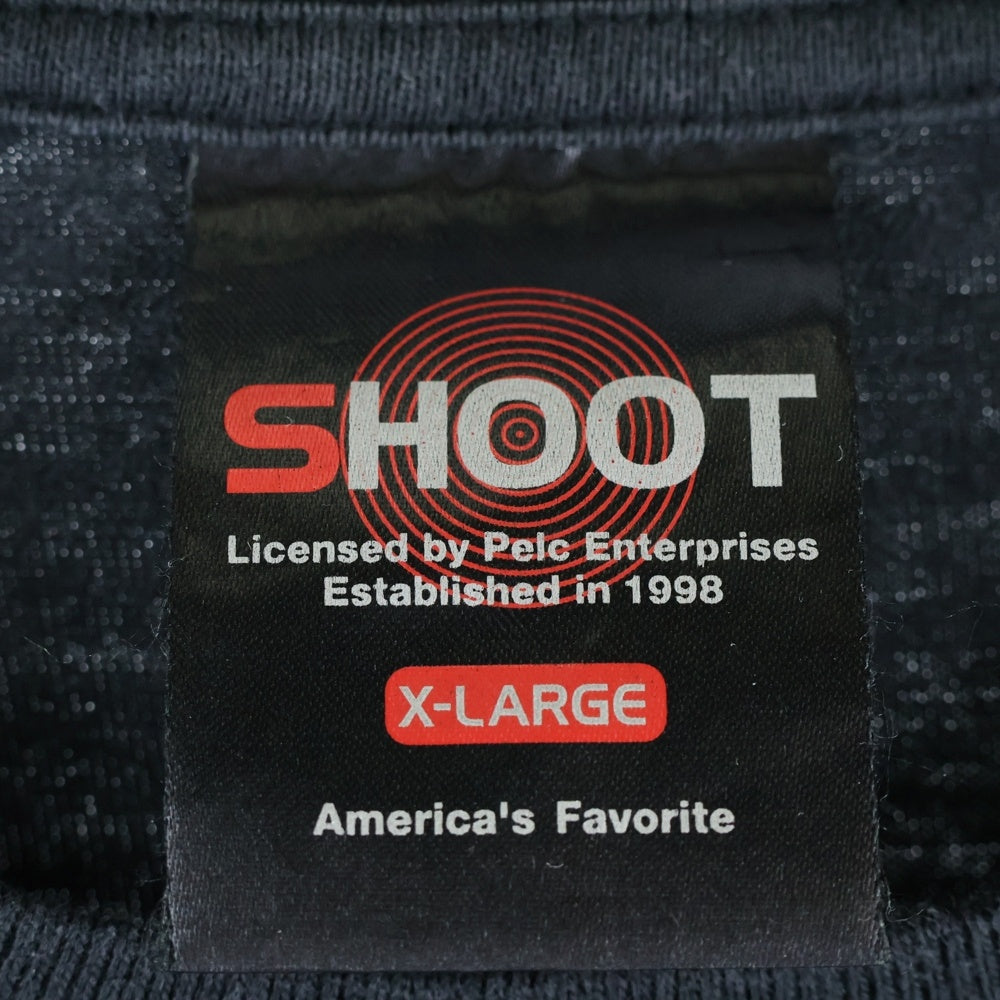 SHOOT
Licensed by Pelc Enterprises
Established in 1998
X-LARGE
America's Favorite